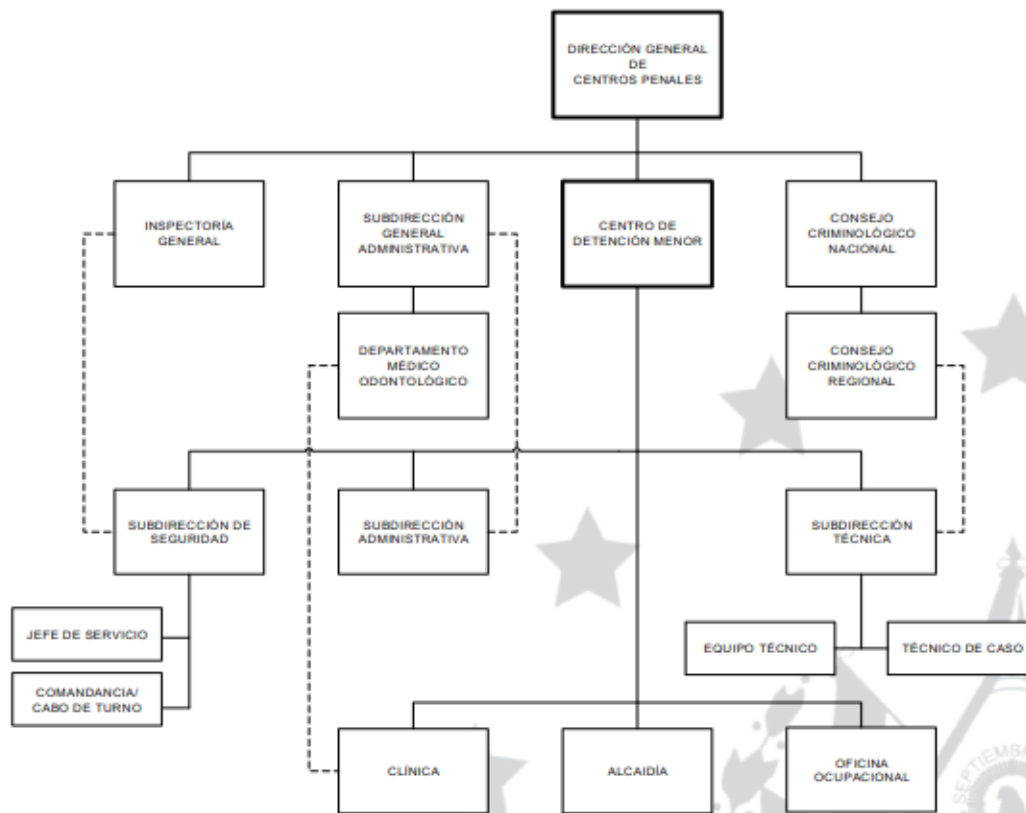 DIRECCIÓN GENERAL
DE
CENTROS PENALES
INSPECTORÍA
GENERAL
SUBDIRECCIÓN
GENERAL
ADMINISTRATIVA
CENTRO DE
DETENCIÓN MENOR
CONSEJO
CRIMINOLÓGICO
NACIONAL
DEPARTAMENTO
MÉDICO
ODONTOLÓGICO
CONSEJO
CRIMINOLÓGICO
REGIONAL
SUBDIRECCIÓN DE
SEGURIDAD
SUBDIRECCIÓN
ADMINISTRATIVA
SUBDIRECCIÓN
TÉCNICA
JEFE DE SERVICIO
COMANDANCIA/
CABO DE TURNO
EQUIPO TÉCNICO
TÉCNICO DE CASO
CLÍNICA
ALCAIDÍA
OFICINA
OCUPACIONAL